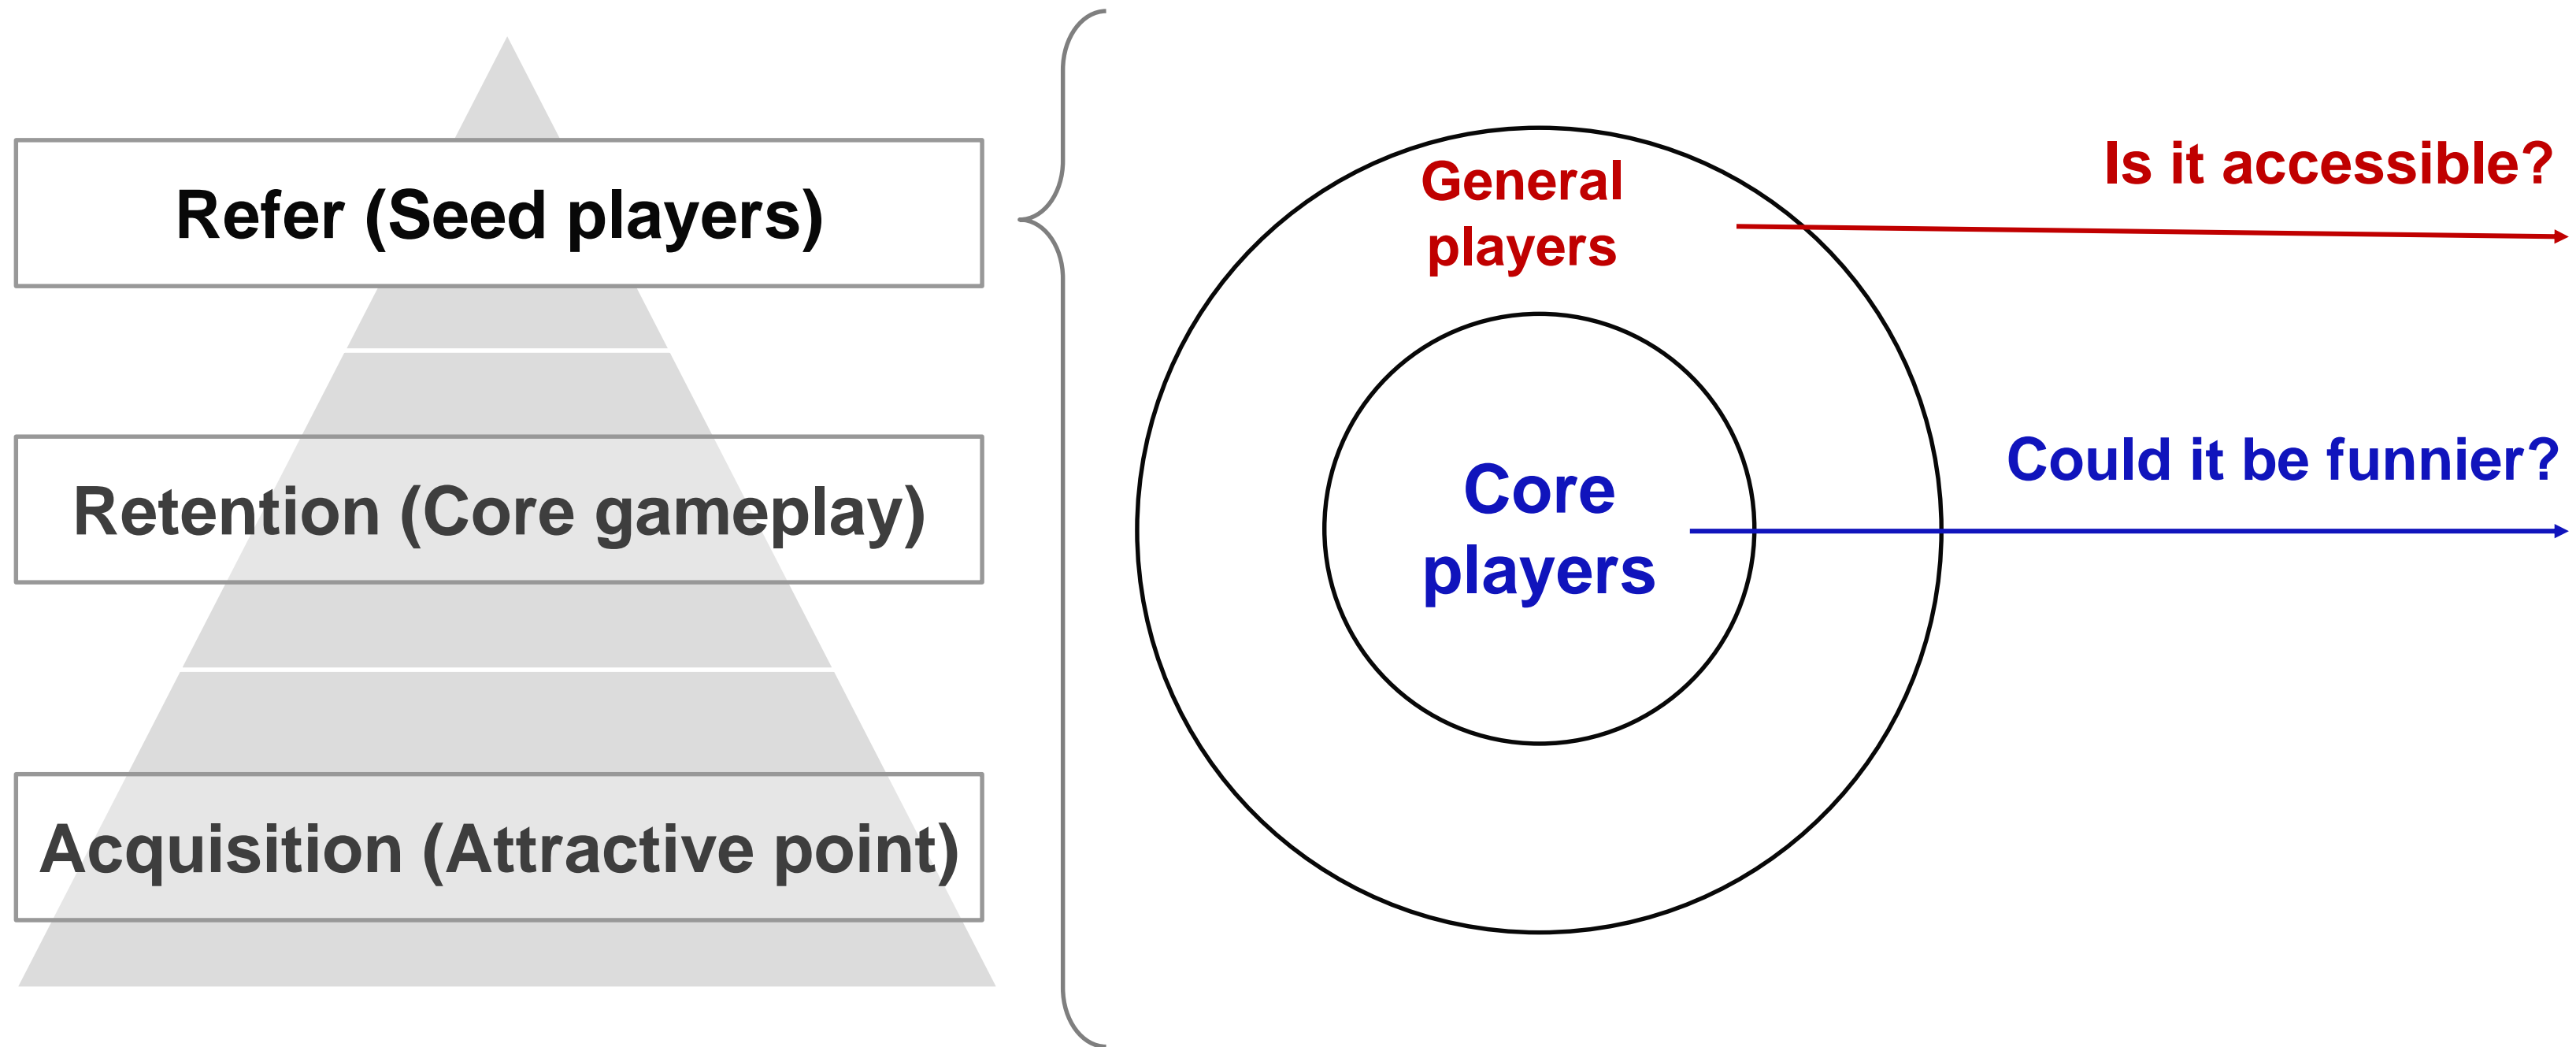 Refer (Seed players)
Retention (Core gameplay)
Acquisition (Attractive point)
General
players
Core
players
Is it accessible?
Could it be funnier?